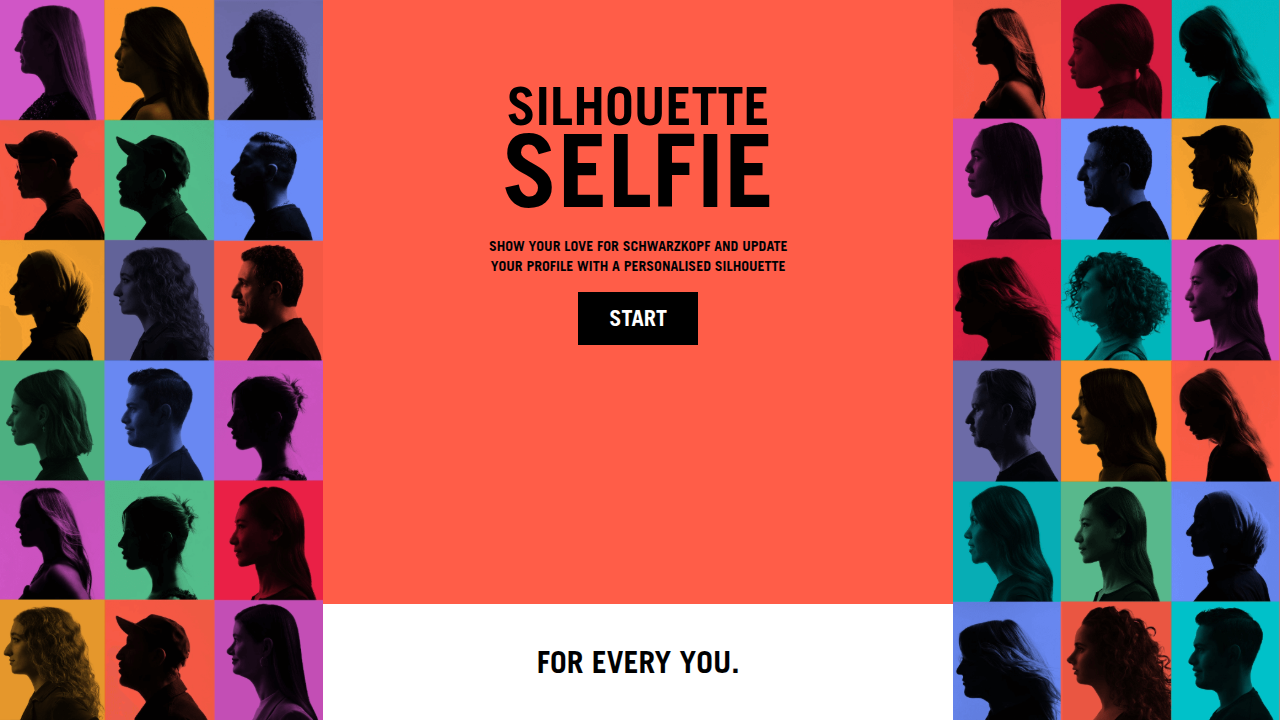 SILHOUETTE
SELFIE
SHOW YOUR LOVE FOR SCHWARZKOPF AND UPDATE
YOUR PROFILE WITH A PERSONALISED SILHOUETTE
START
FOR EVERY YOU.